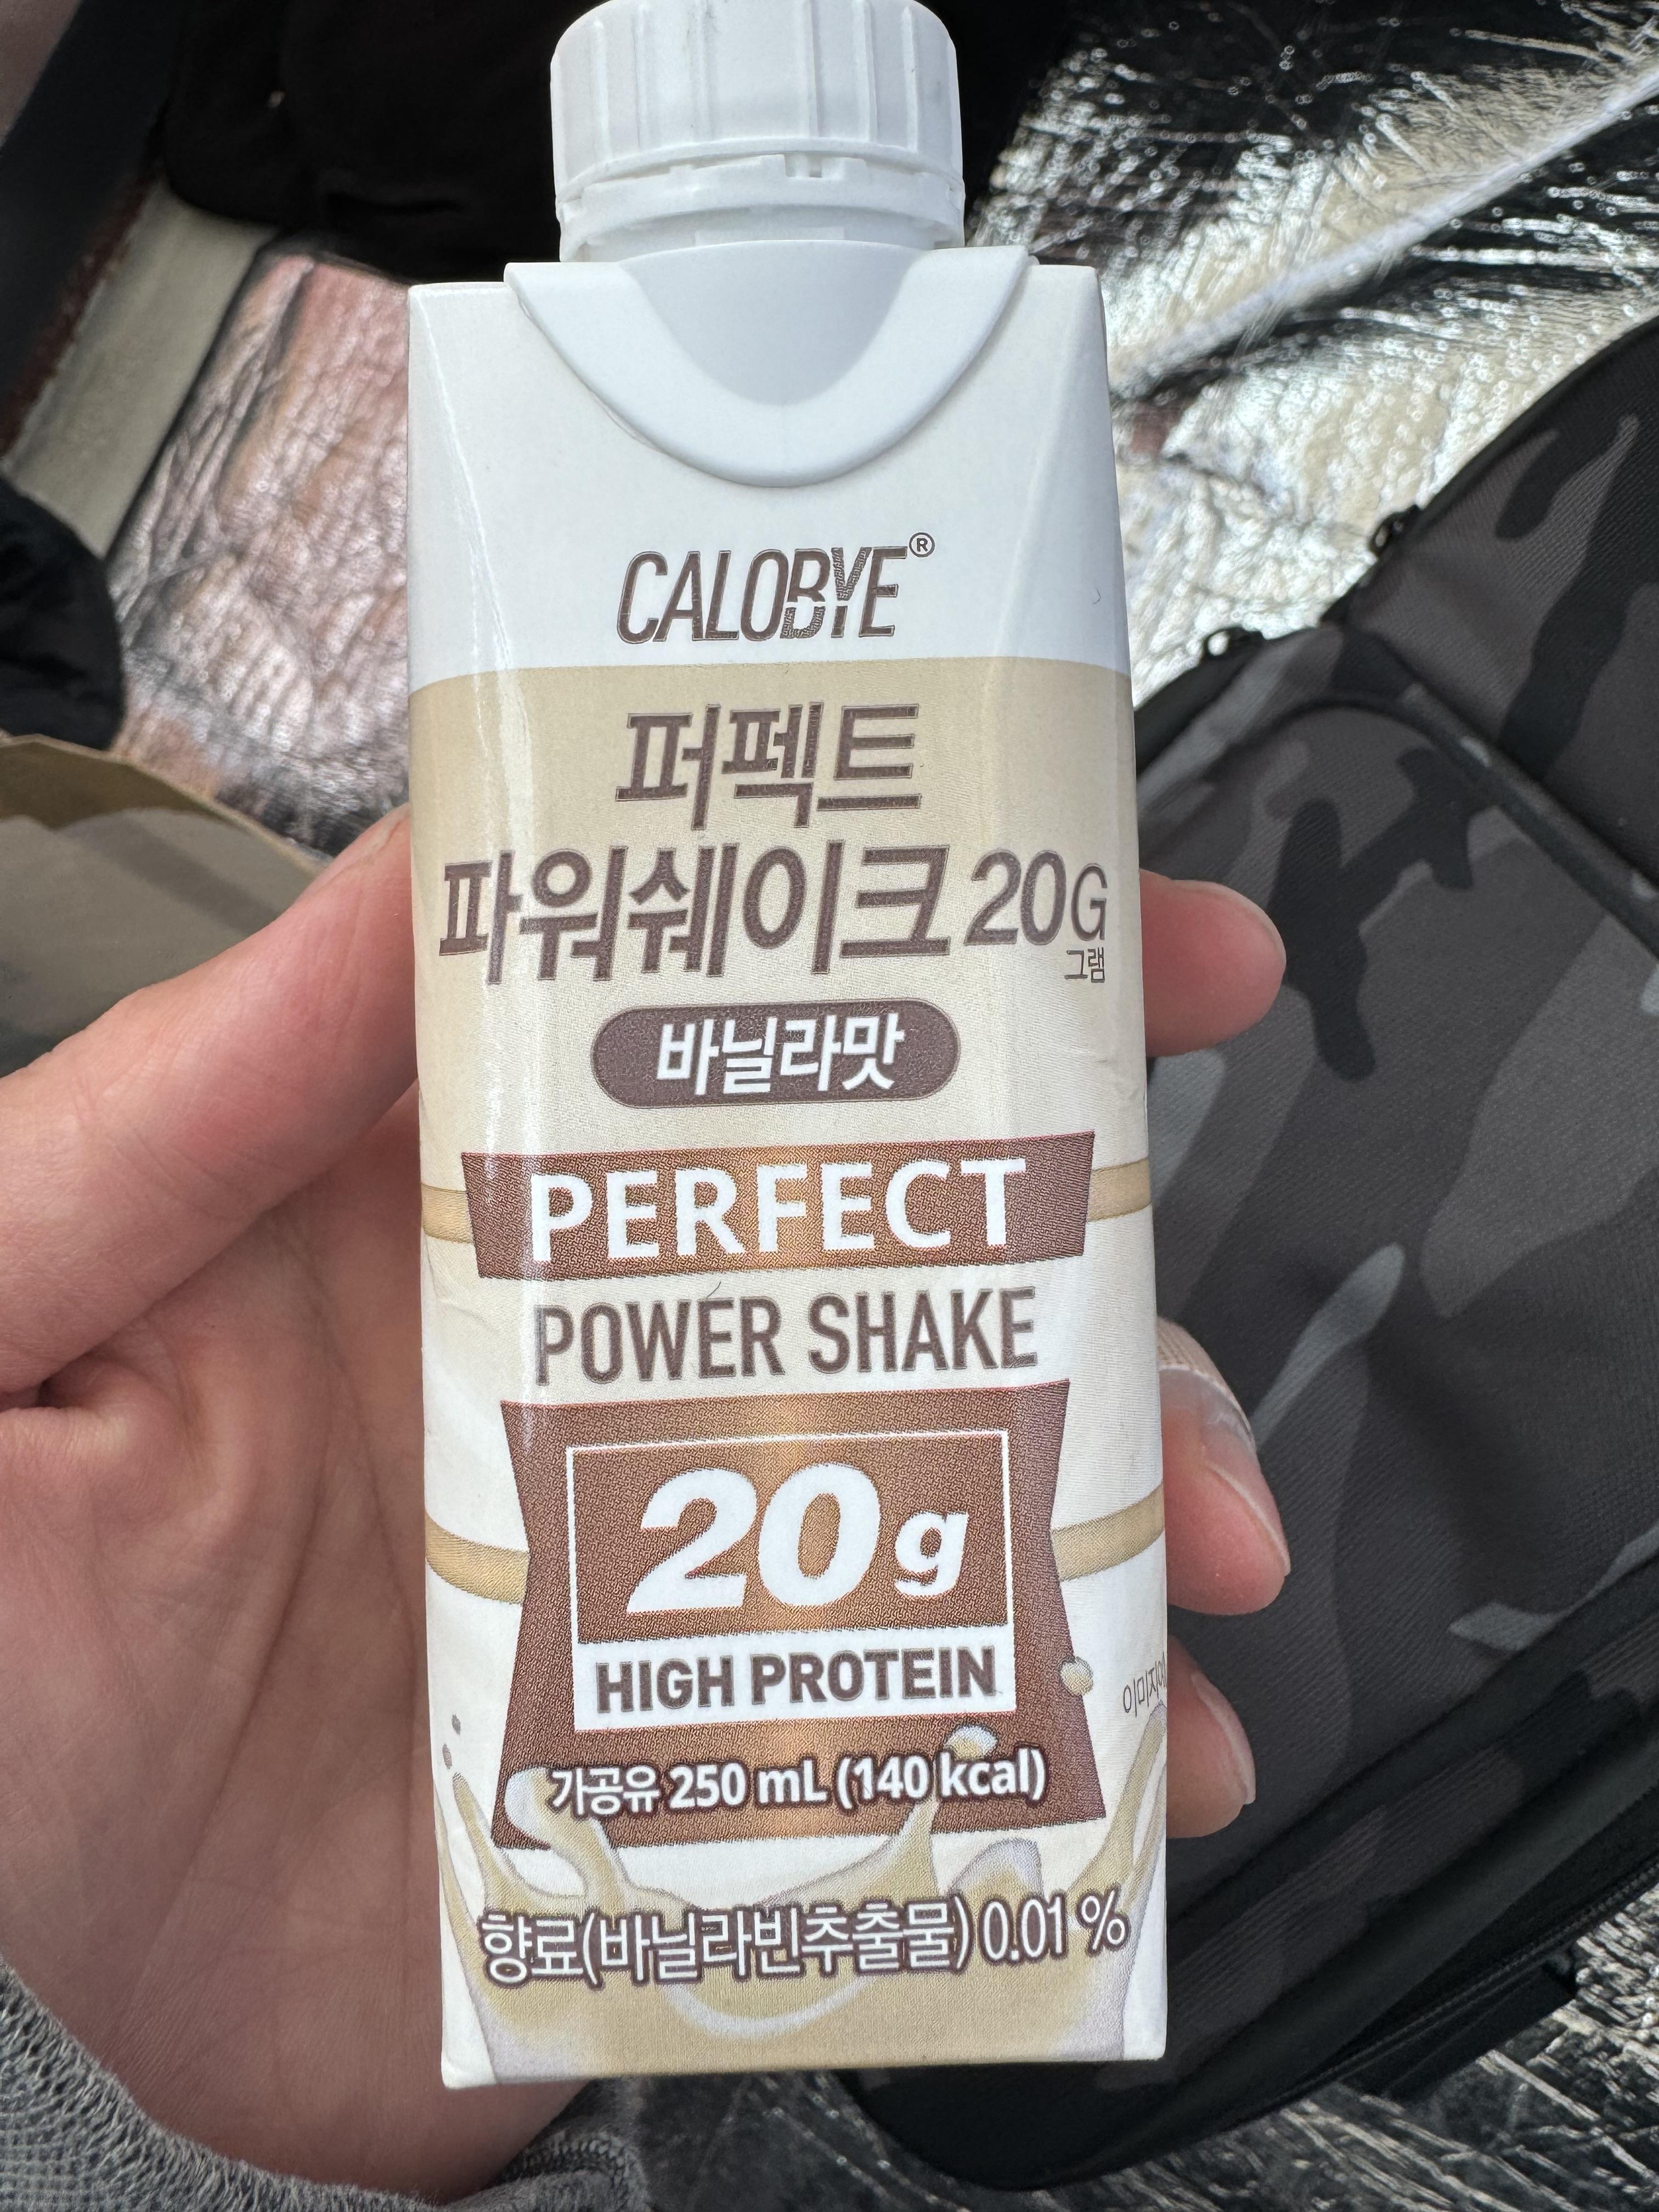 CALOBYE®
퍼펙트
파워쉐이크 20G
그램
바닐라맛
PERFECT
POWER SHAKE
20g
HIGH PROTEIN
가공유 250 mL (140 kcal)
향료(바닐라빈추출물) 0.01 %